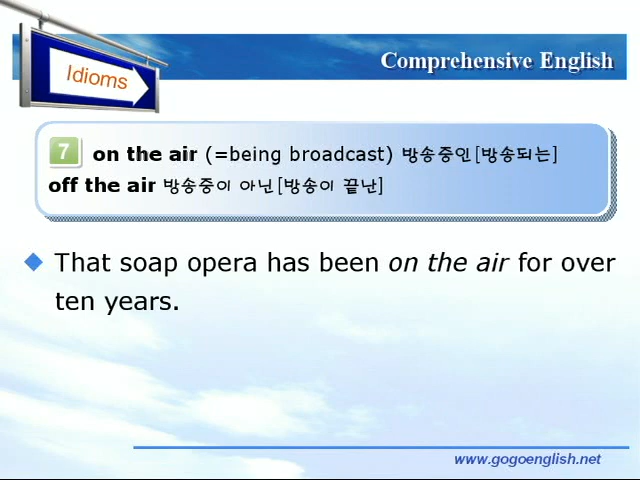 Idioms
Comprehensive English
7 on the air (=being broadcast) 방송중인[방송되는]
off the air 방송중이 아닌[방송이 끝난]
That soap opera has been on the air for over
ten years.
www.gogoenglish.net